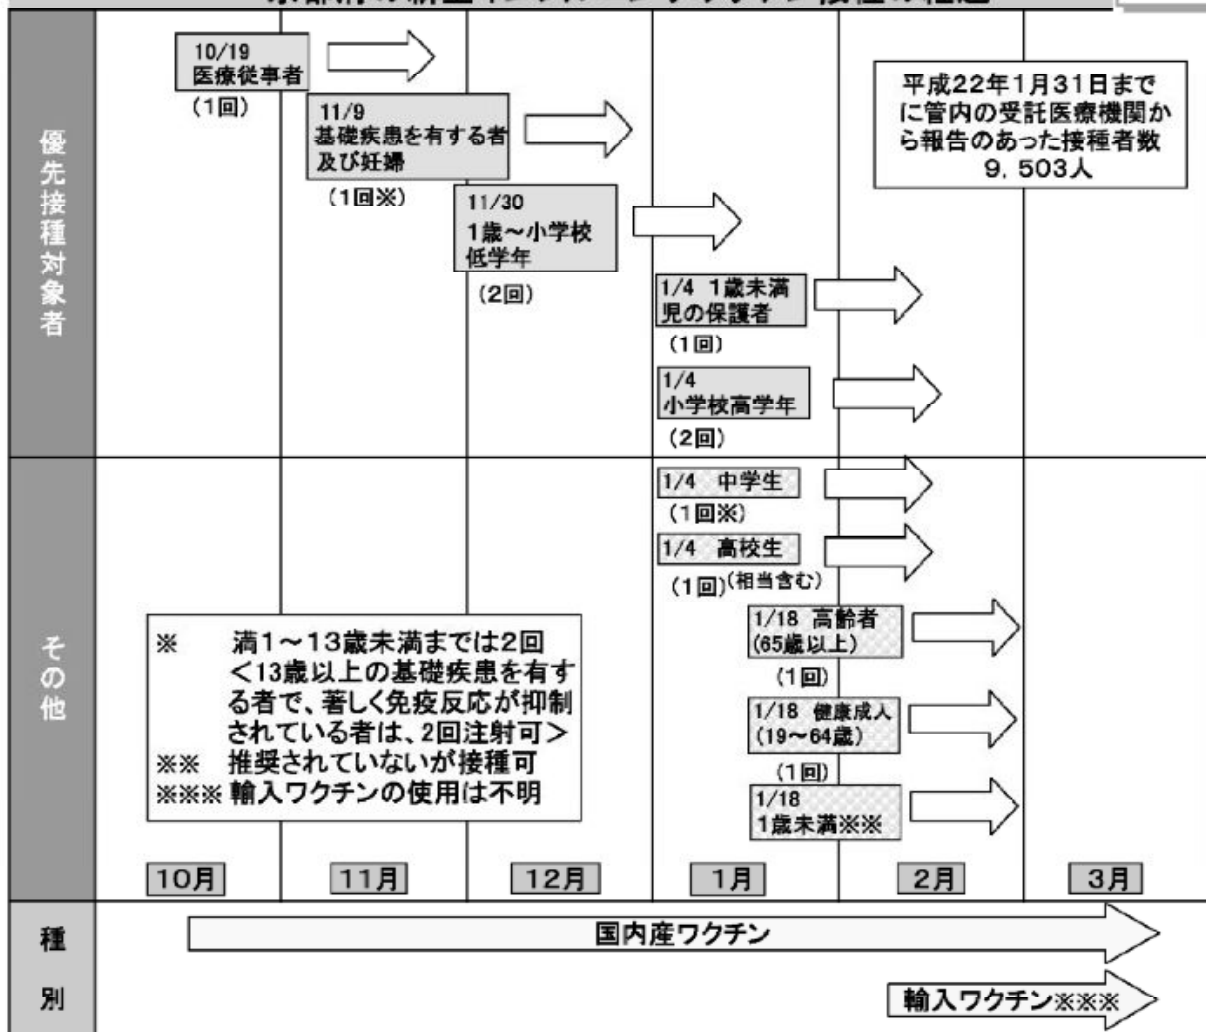 10/19
医療従事者
(1回)
11/9
基礎疾患を有する者
及び妊婦
(1回※)
11/30
1歳～小学校
低学年
(2回)
平成22年1月31日まで
に管内の受託医療機関か
ら報告のあった接種者数
9,503人
優先接種対象者
1/4 1歳未満
児の保護者
(1回)
1/4
小学校高学年
(2回)
その他
1/4 中学生
(1回※)
1/4 高校生
(1回)(相当含む)
1/18 高齢者
(65歳以上)
(1回)
1/18 健康成人
(19～64歳)
(1回)
1/18
1歳未満※※
※ 満1～13歳未満までは2回
＜13歳以上の基礎疾患を有す
る者で、著しく免疫反応が抑制
されている者は、2回注射可＞
※※ 推奨されていないが接種可
※※※ 輸入ワクチンの使用は不明
10月 11月 12月 1月 2月 3月
種別
国内産ワクチン
輸入ワクチン※※※